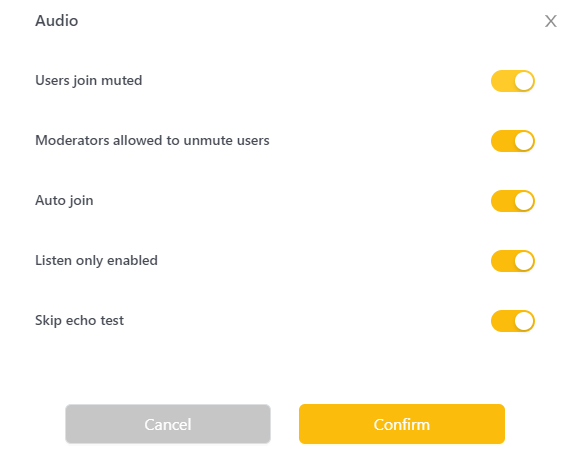 Audio
Users join muted
Moderators allowed to unmute users
Auto join
Listen only enabled
Skip echo test
Cancel
Confirm